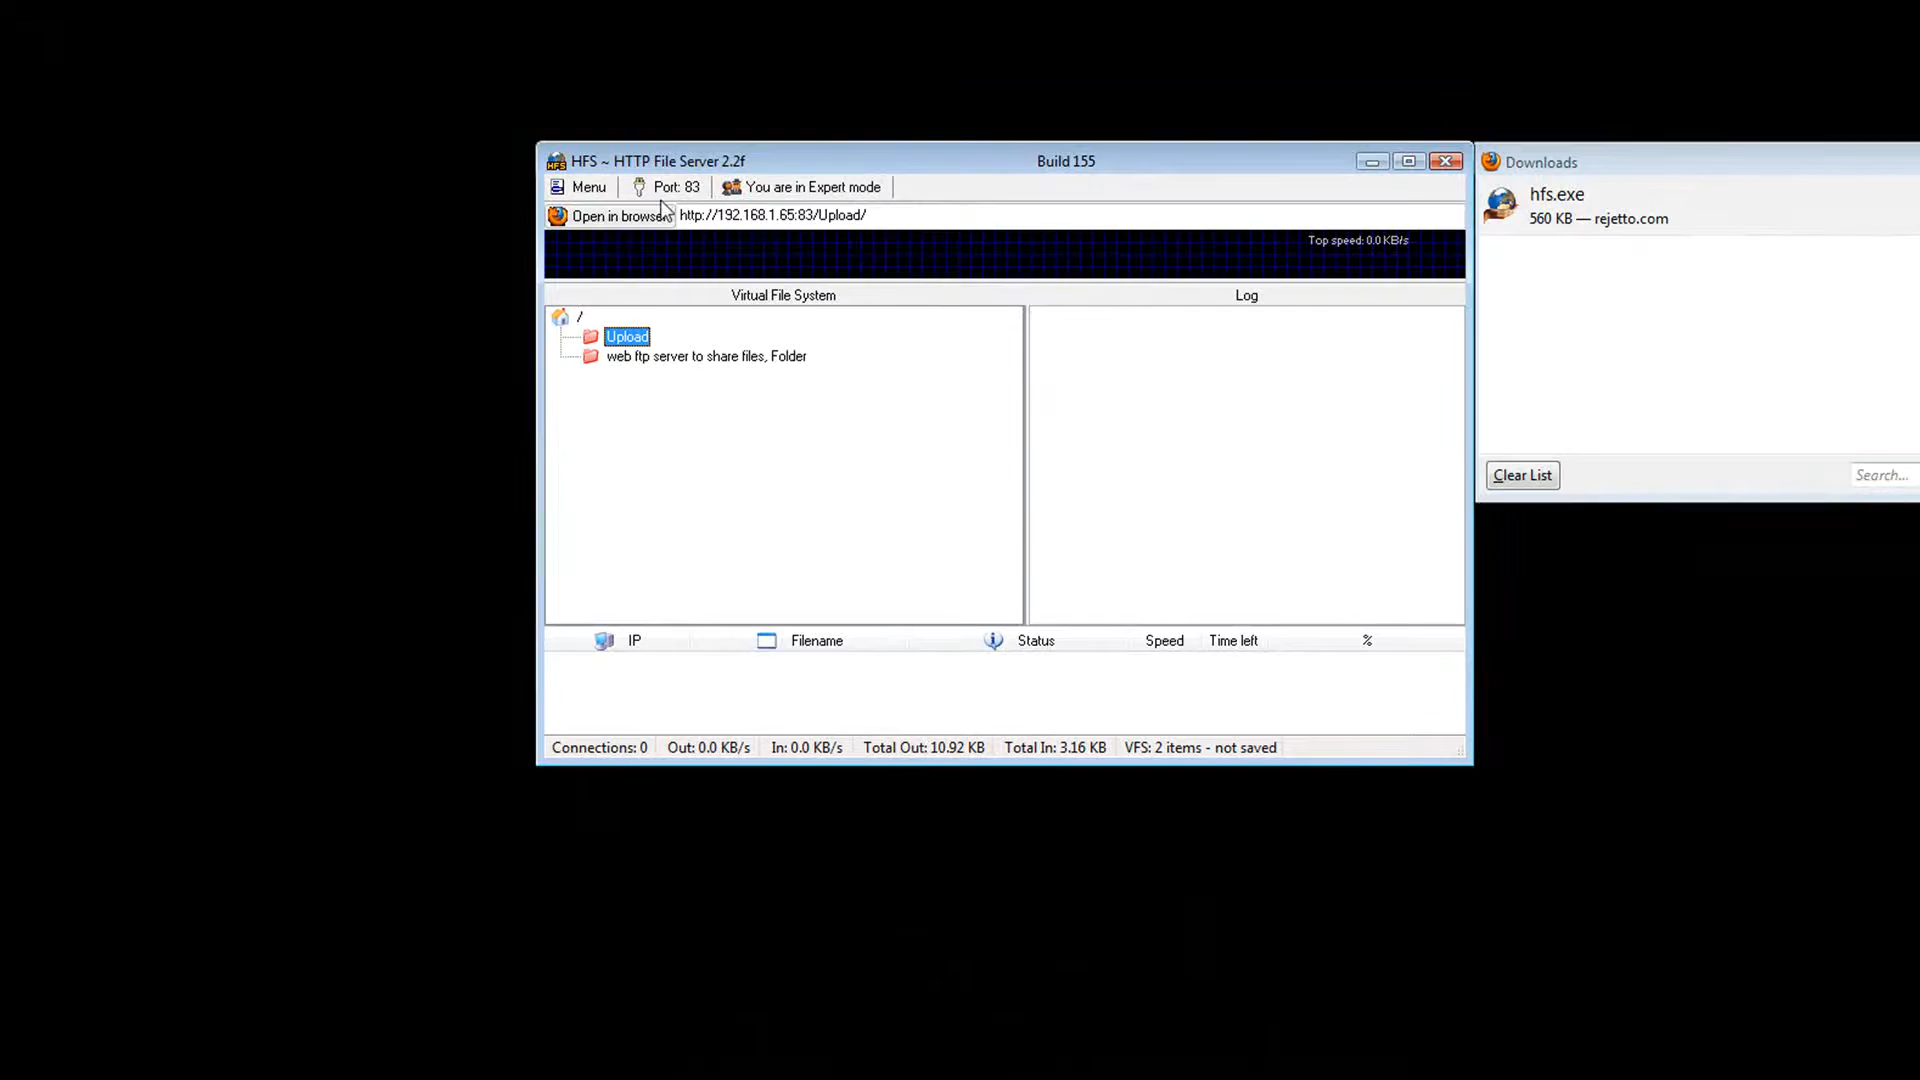 HFS ~ HTTP File Server 2.2f
Build 155
Menu
Port: 83
You are in Expert mode
Open in browser
http://192.168.1.65:83/Upload/
Top speed: 0.0 KB/s
Virtual File System
Log
/
Upload
web ftp server to share files, Folder
IP
Filename
Status
Speed
Time left
%
Connections: 0
Out: 0.0 KB/s
In: 0.0 KB/s
Total Out: 10.92 KB
Total In: 3.16 KB
VFS: 2 items - not saved
Downloads
hfs.exe
560 KB — rejetto.com
Clear List
Search...